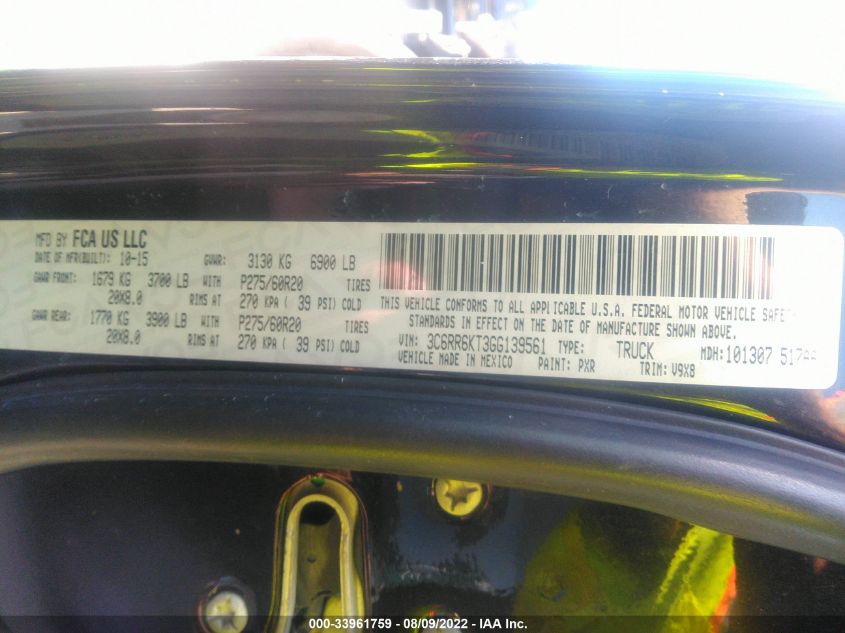 MFD BY FCA US LLC
DATE OF MFR(BUILT): 10-15 GVWR: 3130 KG 6900 LB
GAWR FRONT: 1679 KG 3700 LB WITH P275/60R20 TIRES
20X8.0 RIMS AT 270 KPA ( 39 PSI) COLD
GAWR REAR: 1770 KG 3900 LB WITH P275/60R20 TIRES
20X8.0 RIMS AT 270 KPA ( 39 PSI) COLD
THIS VEHICLE CONFORMS TO ALL APPLICABLE U.S.A. FEDERAL MOTOR VEHICLE
STANDARDS IN EFFECT ON THE DATE OF MANUFACTURE SHOWN ABOVE.
VIN: 3C6RR6KT3GG139561 TYPE: TRUCK MDH: 101307
VEHICLE MADE IN MEXICO PAINT: PXR TRIM: V9X8
000-33961759 - 08/09/2022 - IAA Inc.